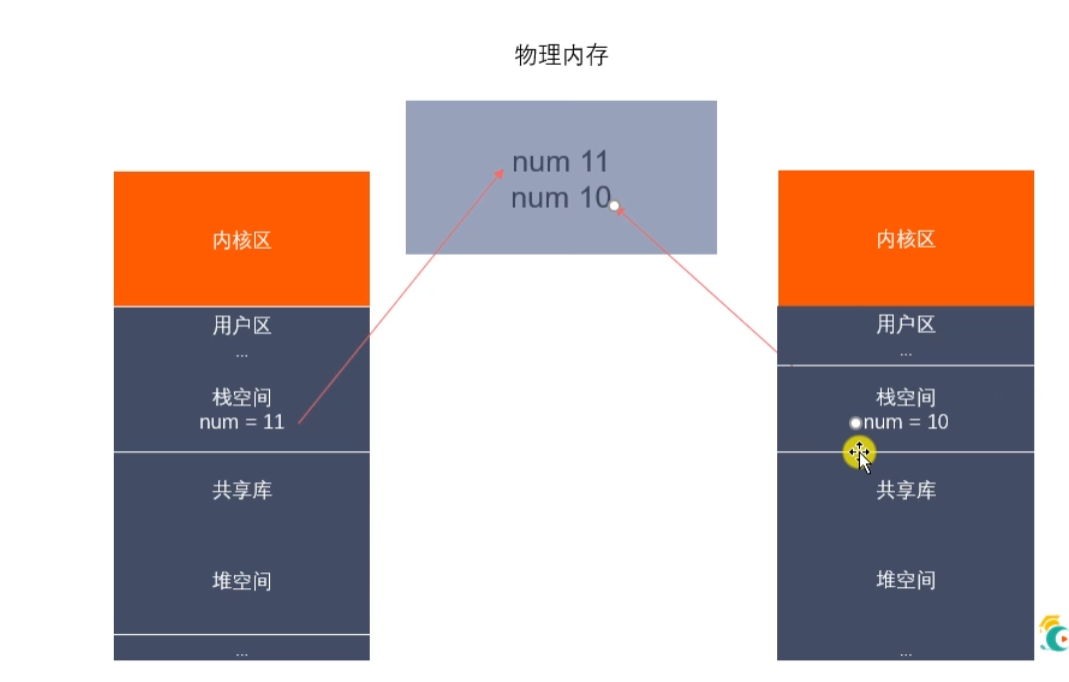 物理内存
num 11
num 10
内核区
用户区
...
栈空间
num = 11
共享库
堆空间
...
内核区
用户区
...
栈空间
num = 10
共享库
堆空间
...